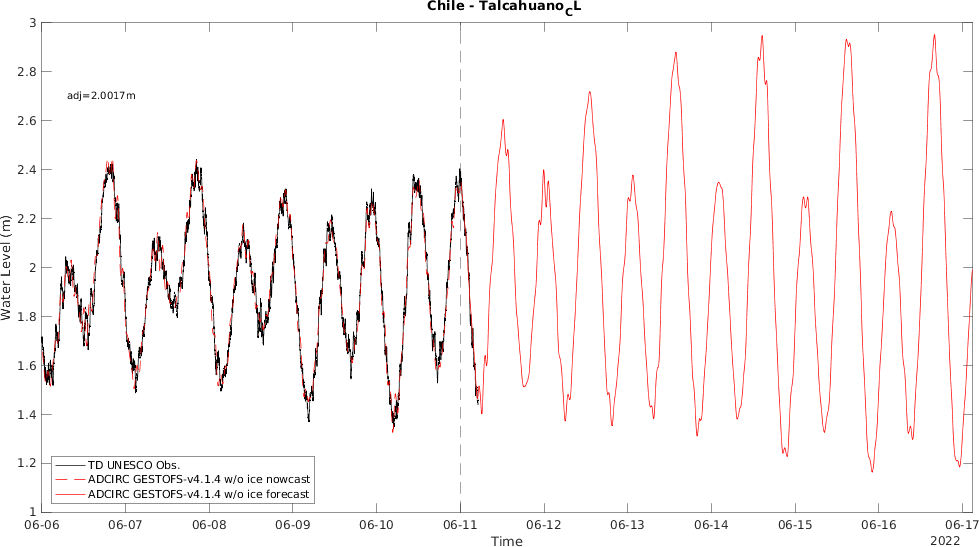 Chile - TalcahuanoCL
3
2.8
adj=2.0017m
2.6
2.4
2.2
2
1.8
1.6
1.4
1.2
1
Water Level (m)
TD UNESCO Obs.
ADCIRC GESTOFS-v4.1.4 w/o ice nowcast
ADCIRC GESTOFS-v4.1.4 w/o ice forecast
06-06 06-07 06-08 06-09 06-10 06-11 06-12 06-13 06-14 06-15 06-16 06-17
Time
2022